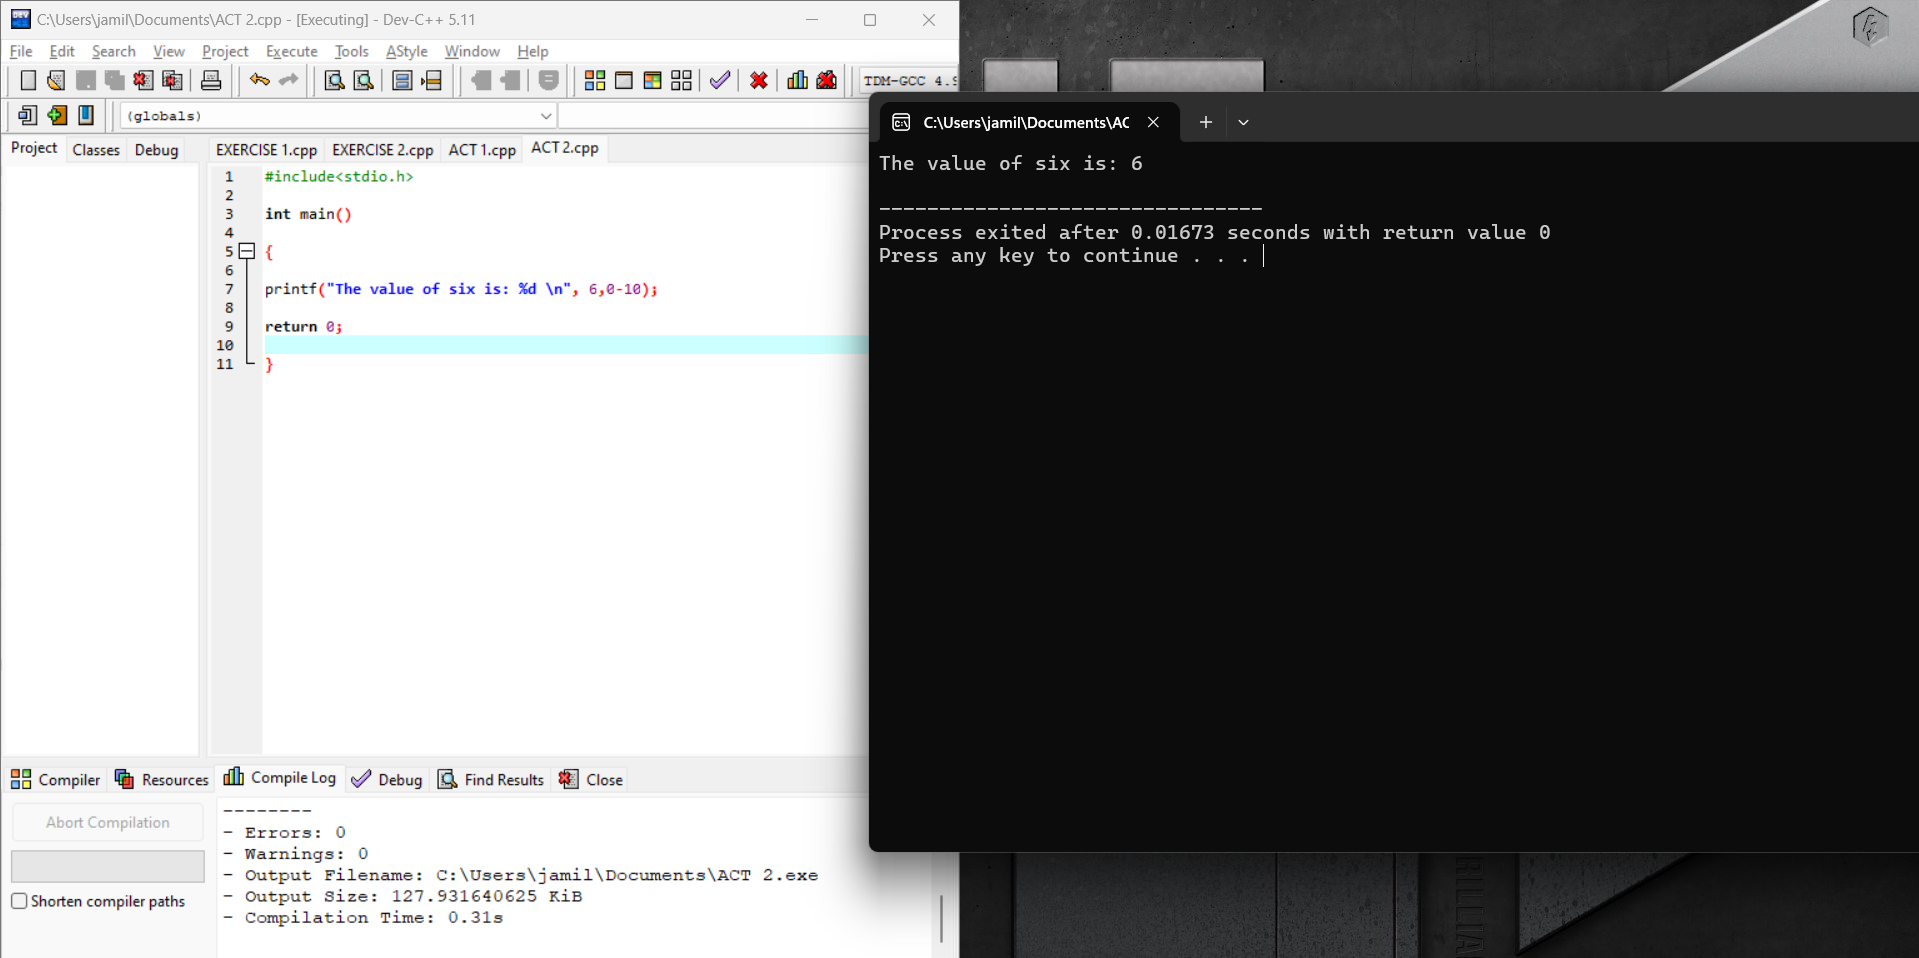 C:\Users\jamil\Documents\ACT 2.cpp - [Executing] - Dev-C++ 5.11
File Edit Search View Project Execute Tools AStyle Window Help
TDM-GCC 4.9
(globals)
Project Classes Debug
EXERCISE 1.cpp EXERCISE 2.cpp ACT 1.cpp ACT 2.cpp
1 #include<stdio.h>
2
3 int main()
4
5 {
6
7 printf("The value of six is: %d \n", 6,0-10);
8
9 return 0;
10
11 }
Compiler Resources Compile Log Debug Find Results Close
Abort Compilation
Shorten compiler paths
--------
- Errors: 0
- Warnings: 0
- Output Filename: C:\Users\jamil\Documents\ACT 2.exe
- Output Size: 127.931640625 KiB
- Compilation Time: 0.31s
C:\Users\jamil\Documents\AC
The value of six is: 6
--------------------------------
Process exited after 0.01673 seconds with return value 0
Press any key to continue . . .